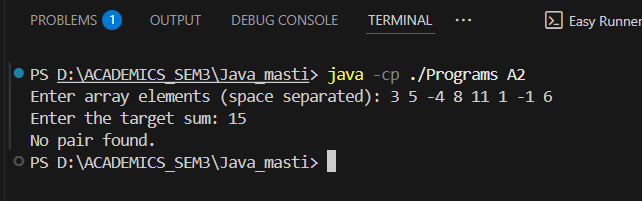 PROBLEMS 1 OUTPUT DEBUG CONSOLE TERMINAL ··· Easy Runner
PS D:\ACADEMICS_SEM3\Java_masti> java -cp ./Programs A2
Enter array elements (space separated): 3 5 -4 8 11 1 -1 6
Enter the target sum: 15
No pair found.
PS D:\ACADEMICS_SEM3\Java_masti>